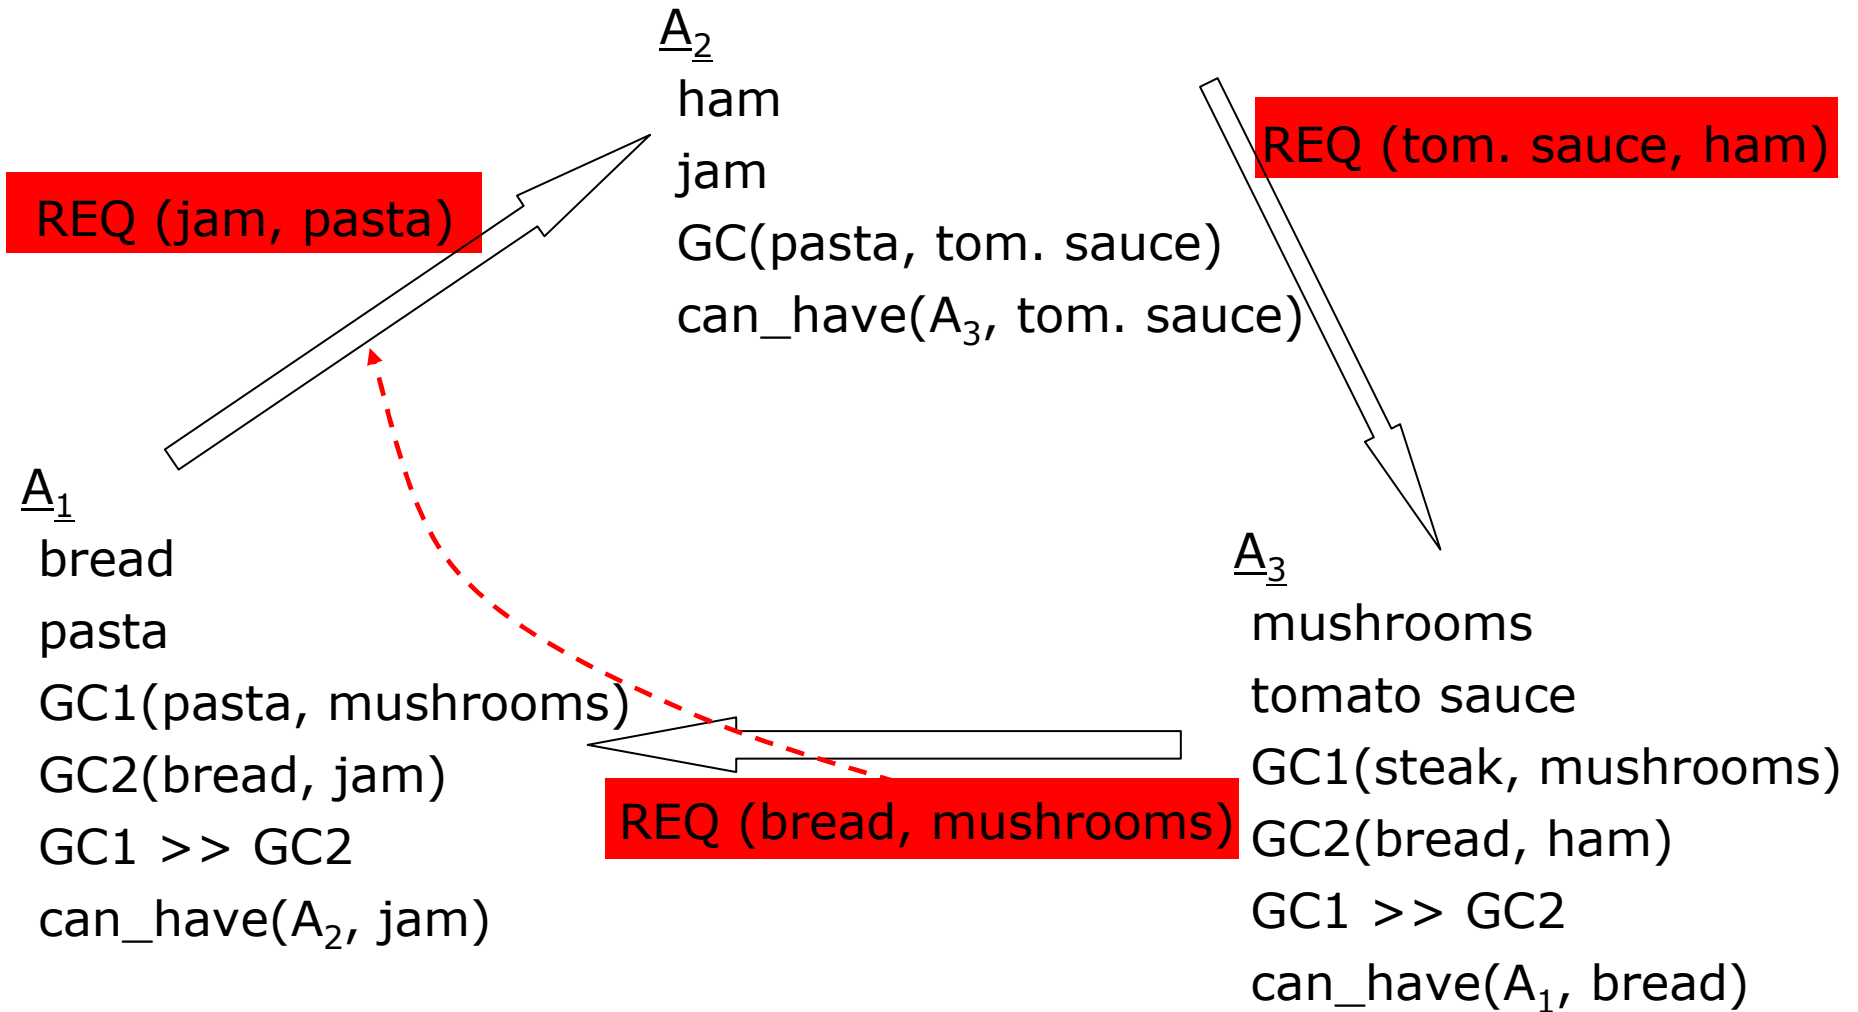 A₂
ham
jam
GC(pasta, tom. sauce)
can_have(A₃, tom. sauce)
REQ (tom. sauce, ham)
REQ (jam, pasta)
A₁
bread
pasta
GC1(pasta, mushrooms)
GC2(bread, jam)
GC1 >> GC2
can_have(A₂, jam)
REQ (bread, mushrooms)
A₃
mushrooms
tomato sauce
GC1(steak, mushrooms)
GC2(bread, ham)
GC1 >> GC2
can_have(A₁, bread)